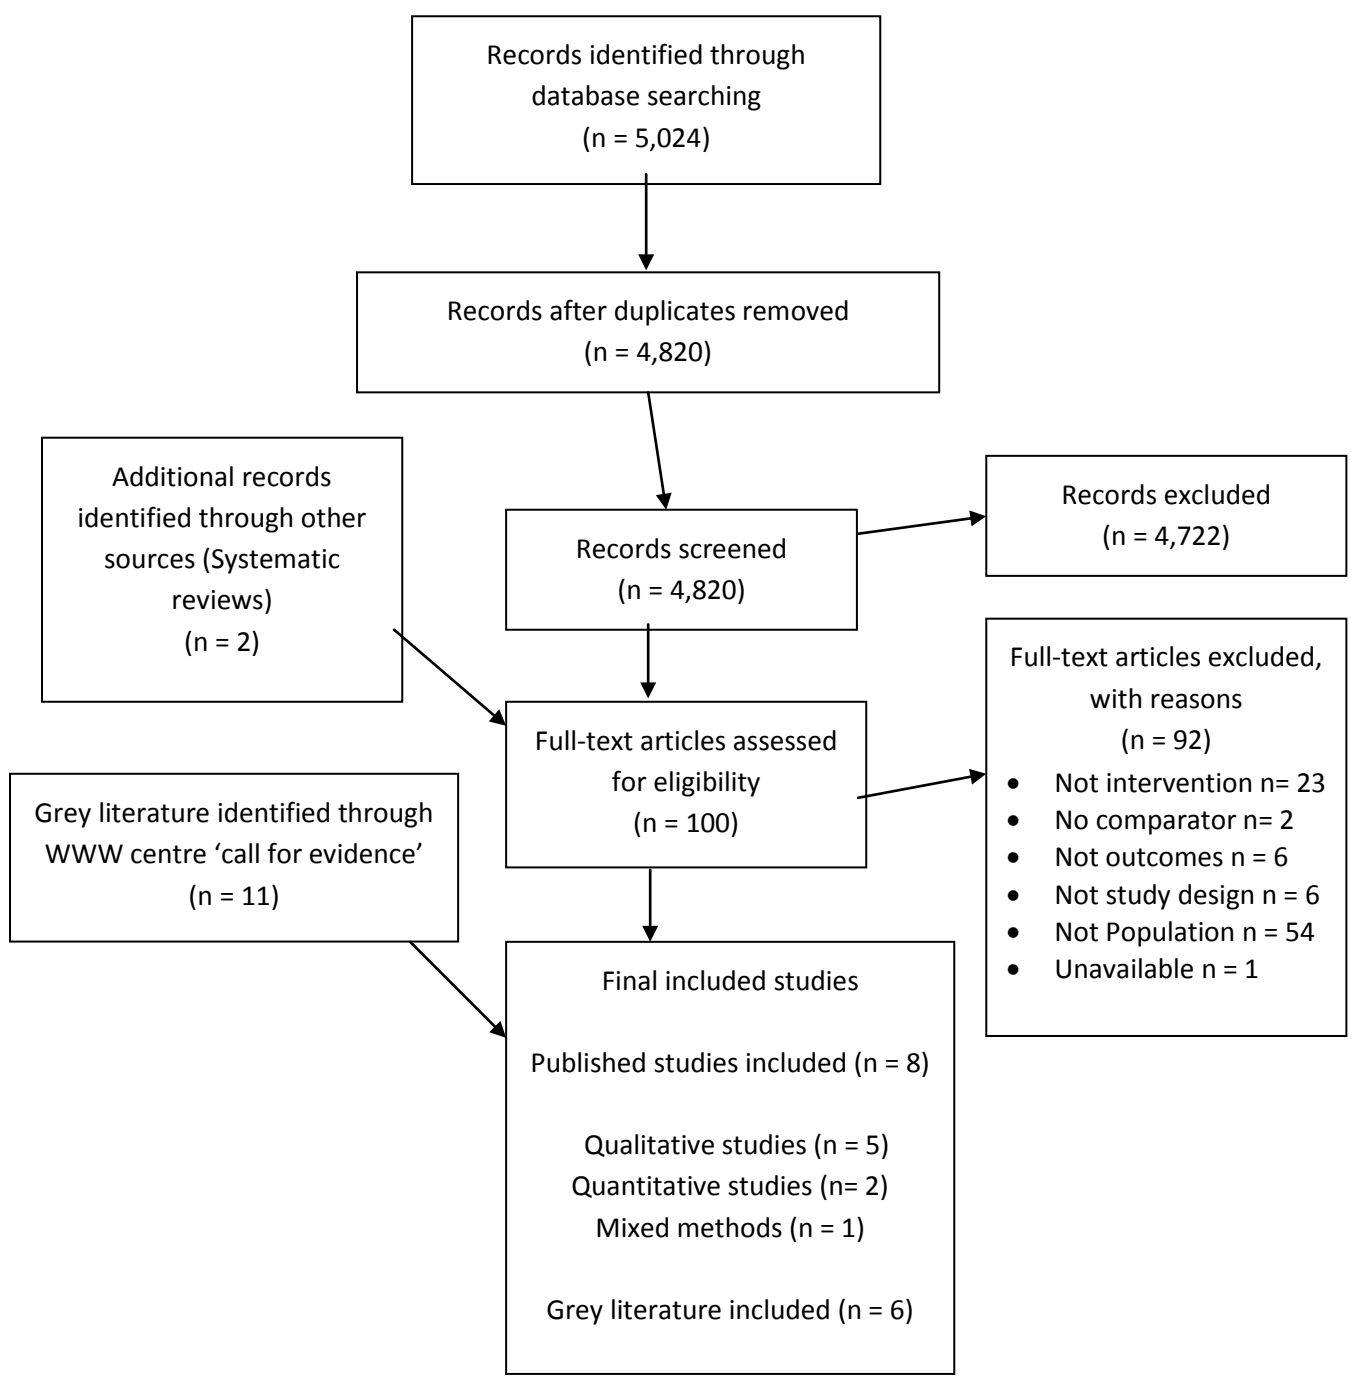 Records identified through
database searching
(n = 5,024)
Records after duplicates removed
(n = 4,820)
Additional records
identified through other
sources (Systematic
reviews)
(n = 2)
Records screened
(n = 4,820)
Records excluded
(n = 4,722)
Full-text articles assessed
for eligibility
(n = 100)
Full-text articles excluded,
with reasons
(n = 92)
• Not intervention n= 23
• No comparator n= 2
• Not outcomes n = 6
• Not study design n = 6
• Not Population n = 54
• Unavailable n = 1
Grey literature identified through
WWW centre ‘call for evidence’
(n = 11)
Final included studies
Published studies included (n = 8)
Qualitative studies (n = 5)
Quantitative studies (n= 2)
Mixed methods (n = 1)
Grey literature included (n = 6)